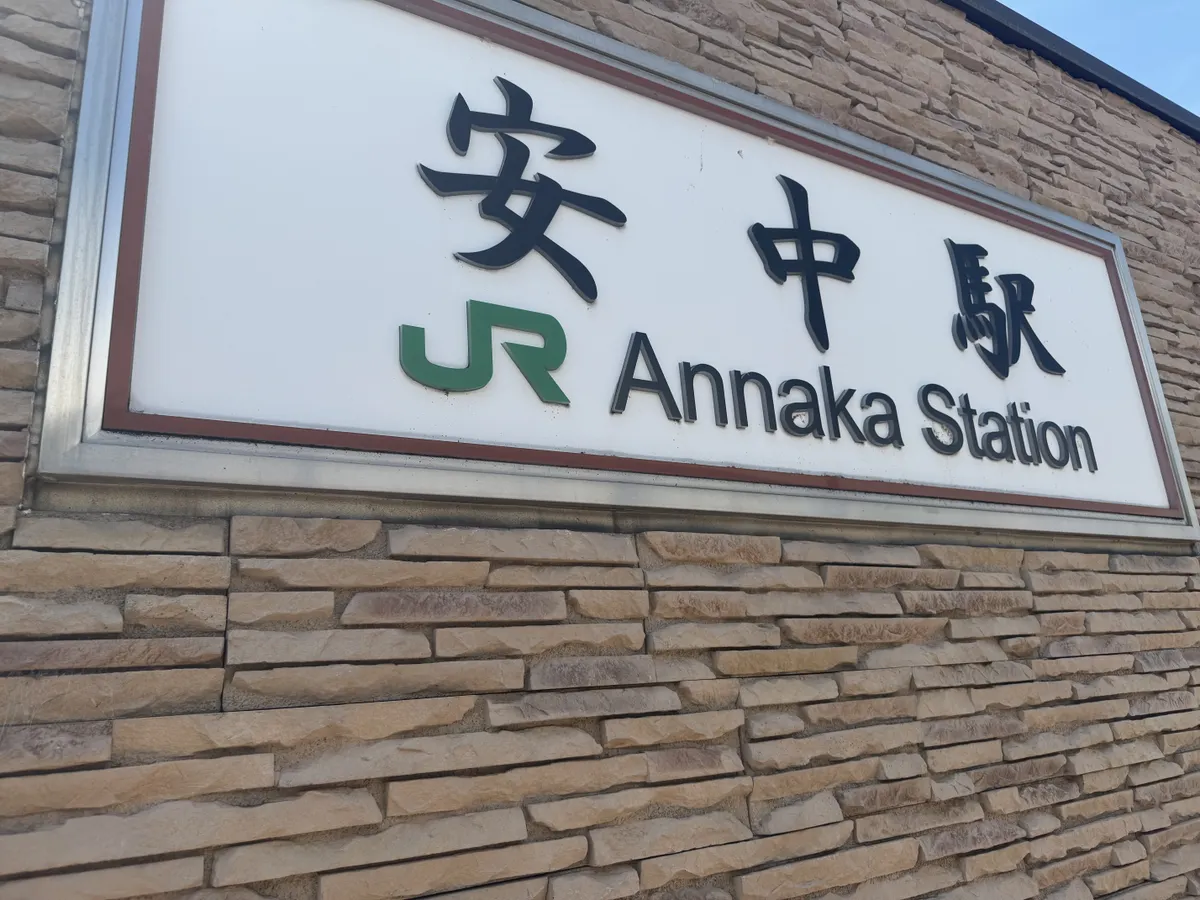 安中駅
JR Annaka Station